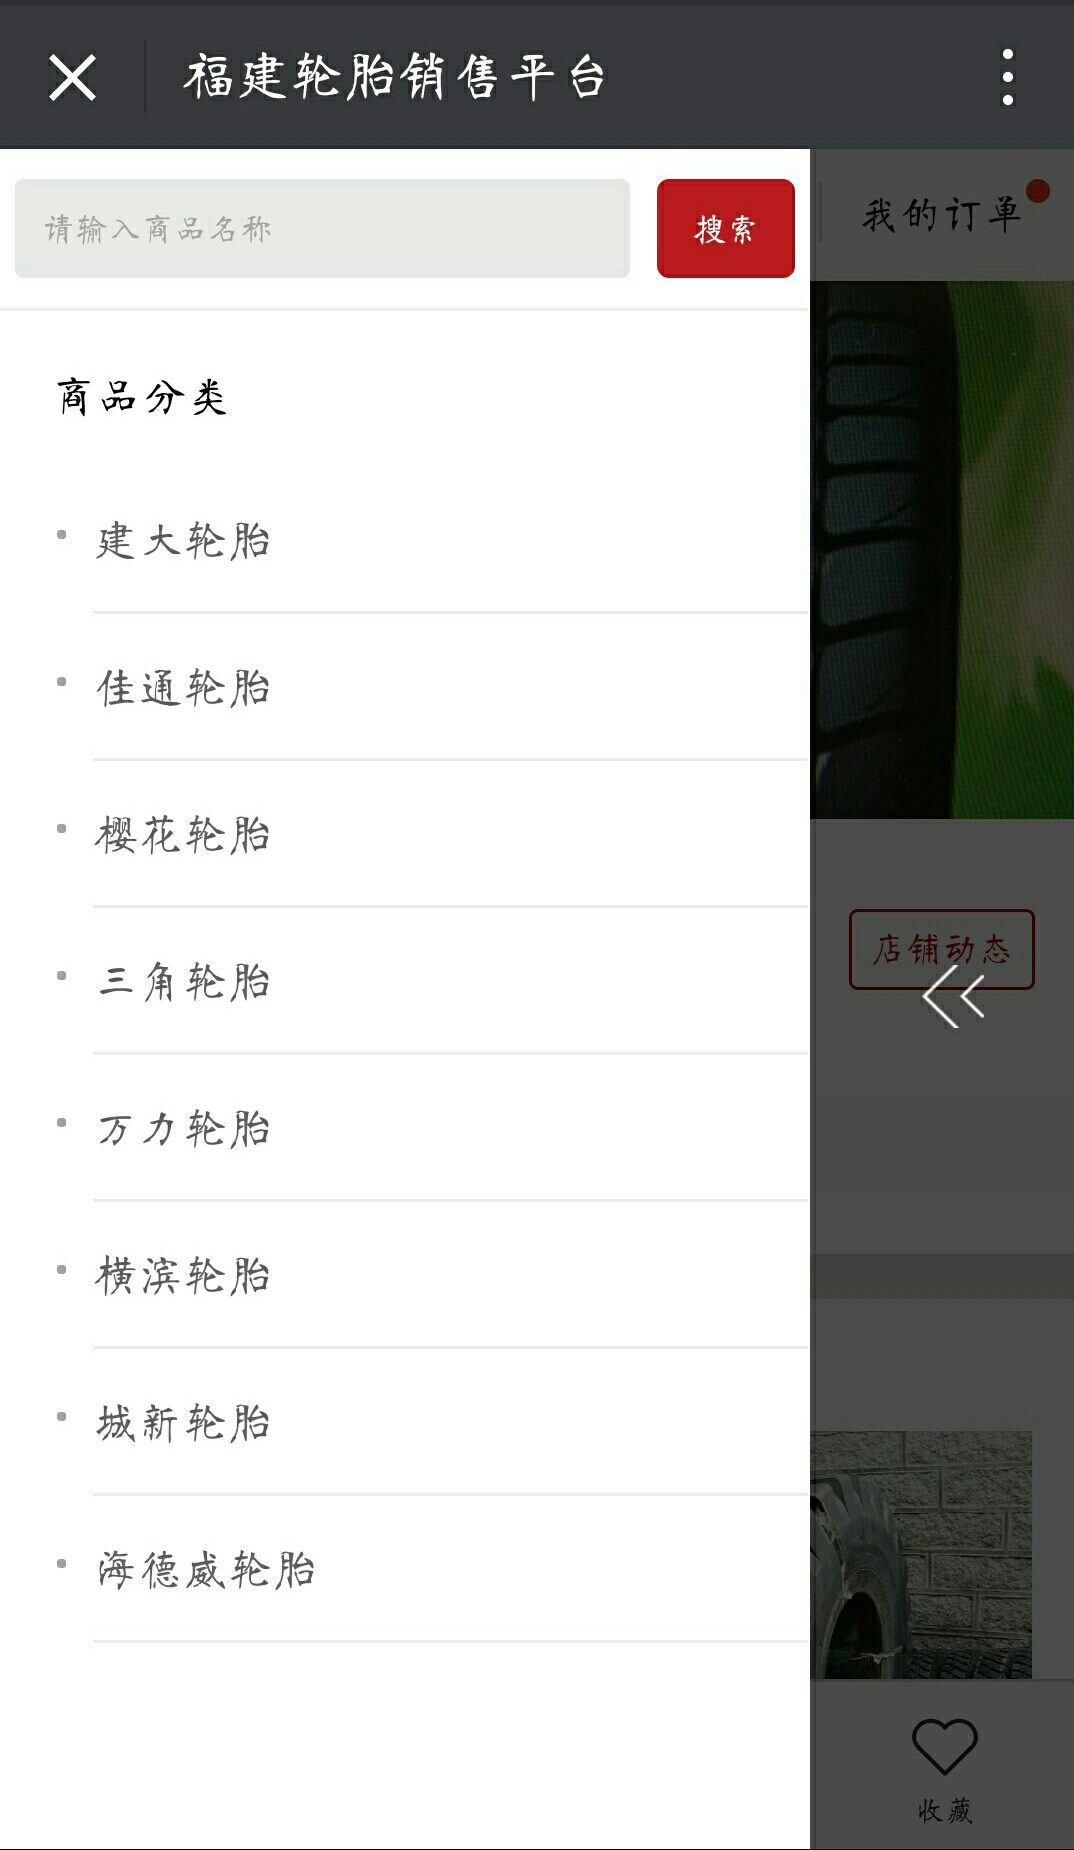 福建轮胎销售平台
请输入商品名称
搜索
我的订单
商品分类
建大轮胎
佳通轮胎
樱花轮胎
三角轮胎
店铺动态
万力轮胎
横滨轮胎
城新轮胎
海德威轮胎
收藏